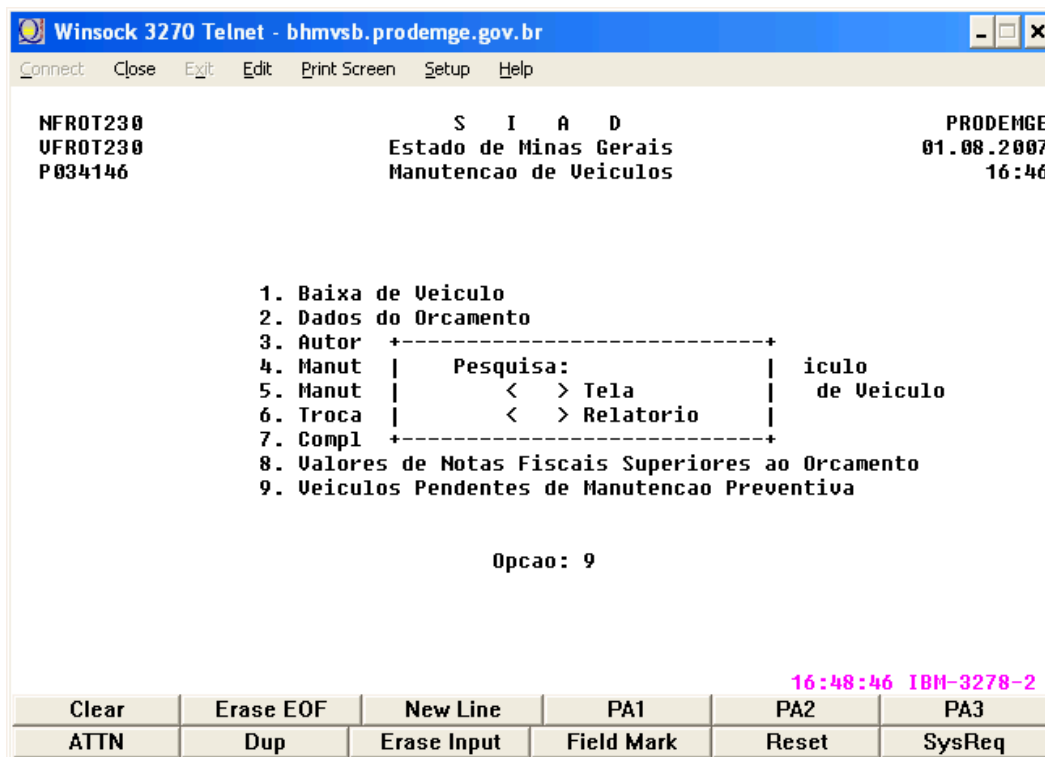 Winsock 3270 Telnet - bhmvsb.prodemge.gov.br
Connect Close Exit Edit Print Screen Setup Help
NFROT230 S I A D PRODEMGE
VFROT230 Estado de Minas Gerais 01.08.2007
P034146 Manutencao de Veiculos 16:46
1. Baixa de Veiculo
2. Dados do Orcamento
3. Autor +----------------------------+
4. Manut | Pesquisa: | iculo
5. Manut | < > Tela | de Veiculo
6. Troca | < > Relatorio |
7. Compl +----------------------------+
8. Valores de Notas Fiscais Superiores ao Orcamento
9. Veiculos Pendentes de Manutencao Preventiva
Opcao: 9
16:48:46 IBM-3278-2
Clear Erase EOF New Line PA1 PA2 PA3
ATTN Dup Erase Input Field Mark Reset SysReq